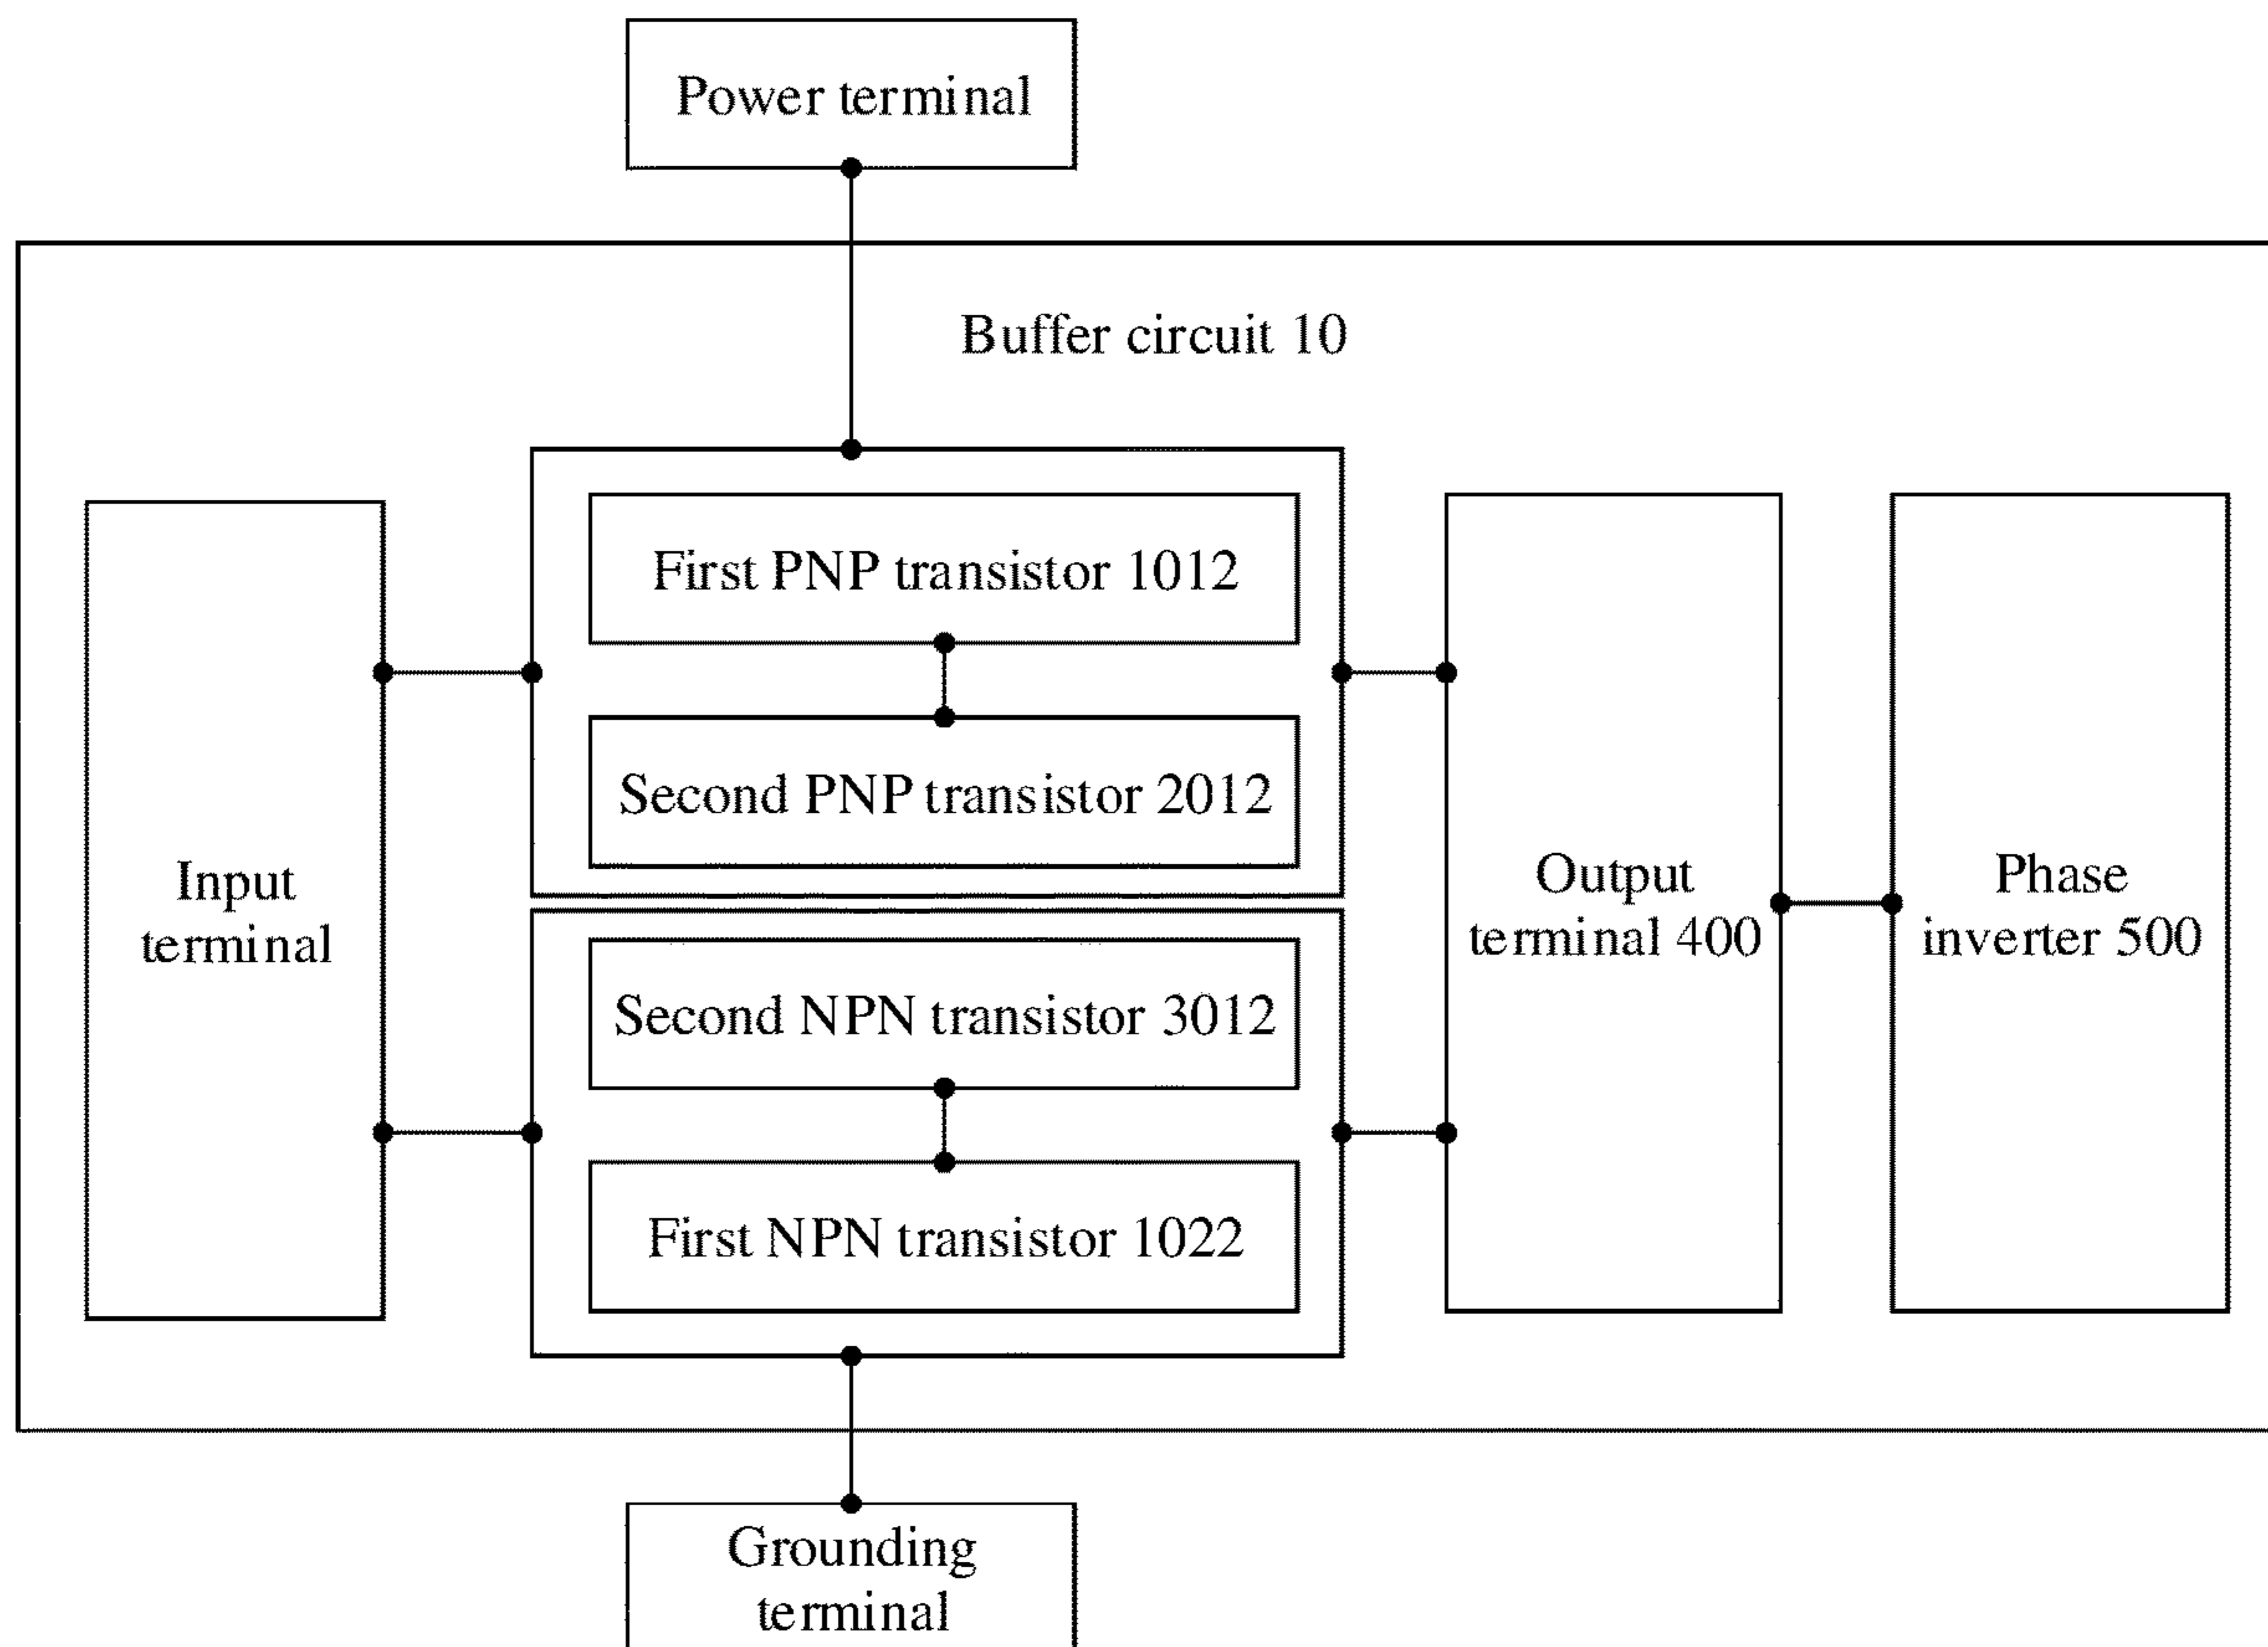 Power terminal
Buffer circuit 10
First PNP transistor 1012
Second PNP transistor 2012
Input
terminal
Output
terminal 400
Phase
inverter 500
Second NPN transistor 3012
First NPN transistor 1022
Grounding
terminal